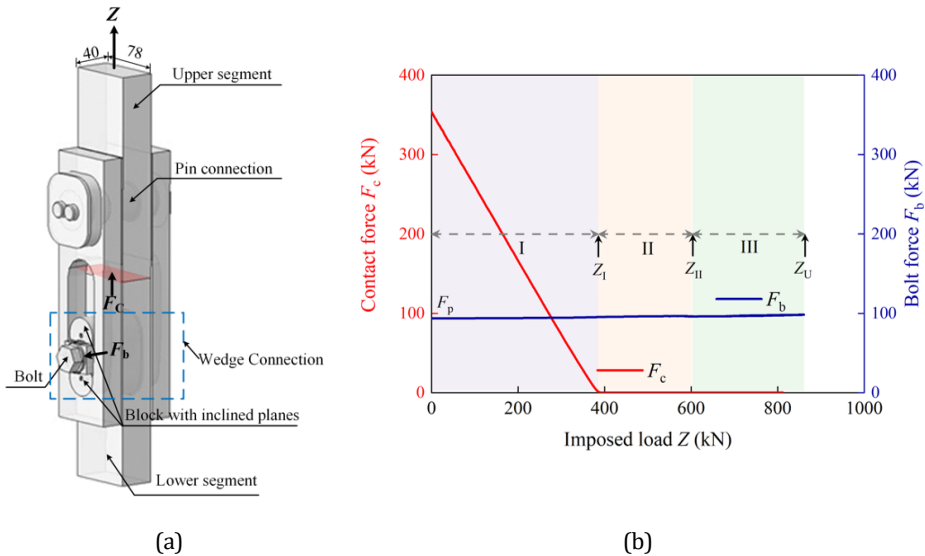 Z
40
78
Upper segment
Pin connection
F_C
F_b
Wedge Connection
Bolt
Block with inclined planes
Lower segment
(a)
Contact force F_c (kN)
400
300
200
100
0
F_p
I
II
III
Z_I
Z_II
Z_U
F_b
F_c
0
200
400
600
800
1000
Imposed load Z (kN)
400
300
200
100
0
Bolt force F_b (kN)
(b)